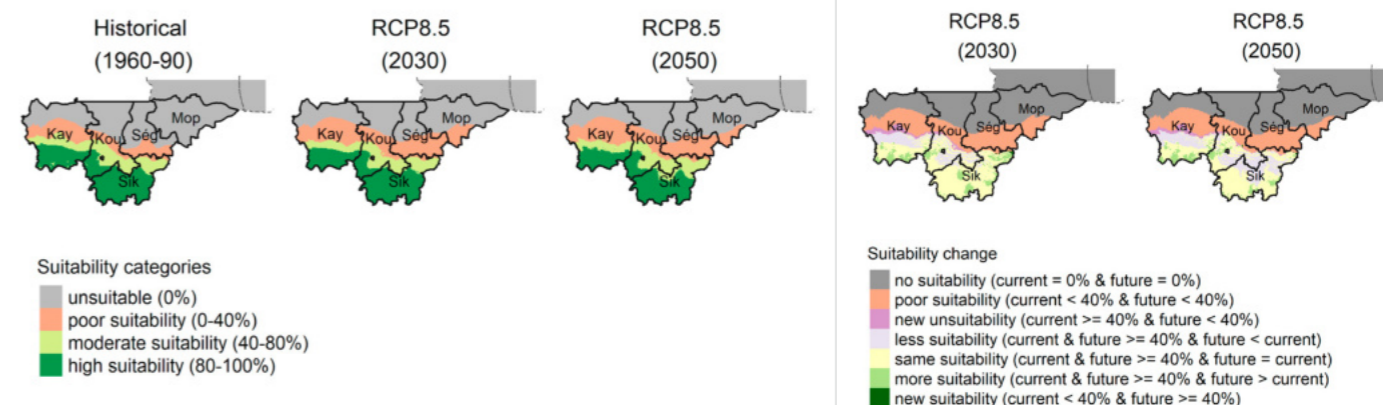 Historical
(1960-90)
RCP8.5
(2030)
RCP8.5
(2050)
Kay
Kou
Ség
Mop
Sik
Kay
Kou
Ség
Mop
Sik
Kay
Kou
Ség
Mop
Sik
Suitability categories
unsuitable (0%)
poor suitability (0-40%)
moderate suitability (40-80%)
high suitability (80-100%)
RCP8.5
(2030)
RCP8.5
(2050)
Kay
Kou
Ség
Mop
Sik
Kay
Kou
Ség
Mop
Sik
Suitability change
no suitability (current = 0% & future = 0%)
poor suitability (current < 40% & future < 40%)
new unsuitability (current >= 40% & future < 40%)
less suitability (current & future >= 40% & future < current)
same suitability (current & future >= 40% & future = current)
more suitability (current & future >= 40% & future > current)
new suitability (current < 40% & future >= 40%)